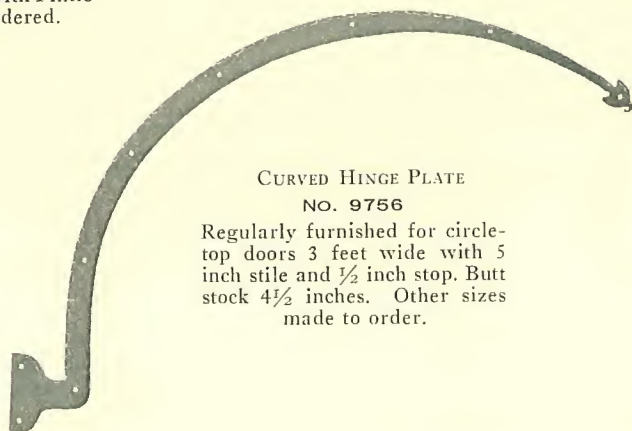 dered.
CURVED HINGE PLATE
NO. 9756
Regularly furnished for circle-
top doors 3 feet wide with 5
inch stile and ½ inch stop. Butt
stock 4½ inches. Other sizes
made to order.